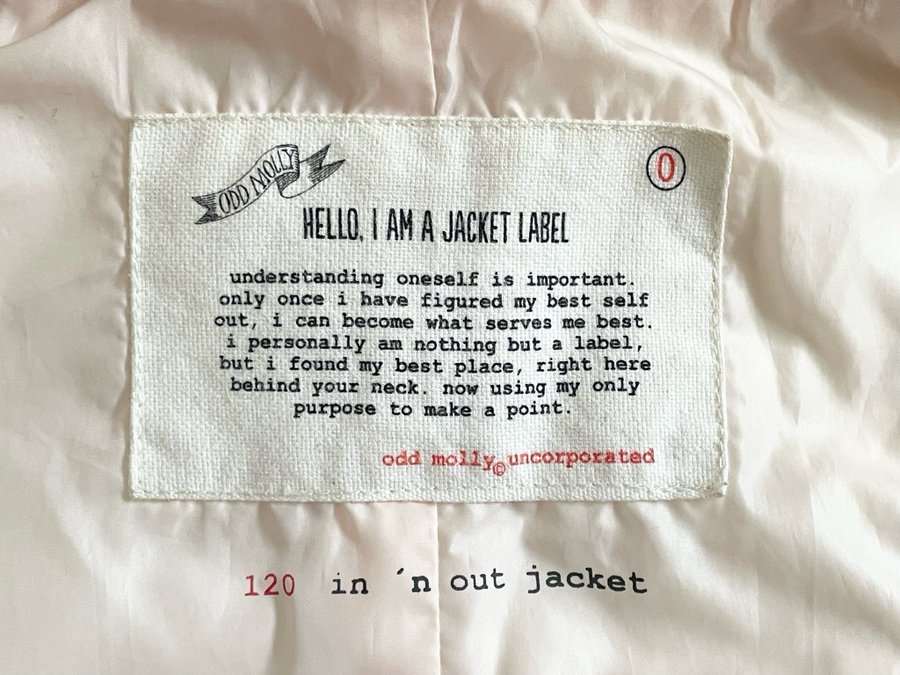 ODD MOLLY
0
HELLO, I AM A JACKET LABEL
understanding oneself is important.
only once i have figured my best self
out, i can become what serves me best.
i personally am nothing but a label,
but i found my best place, right here
behind your neck. now using my only
purpose to make a point.
odd molly©uncorporated
120 in ´n out jacket